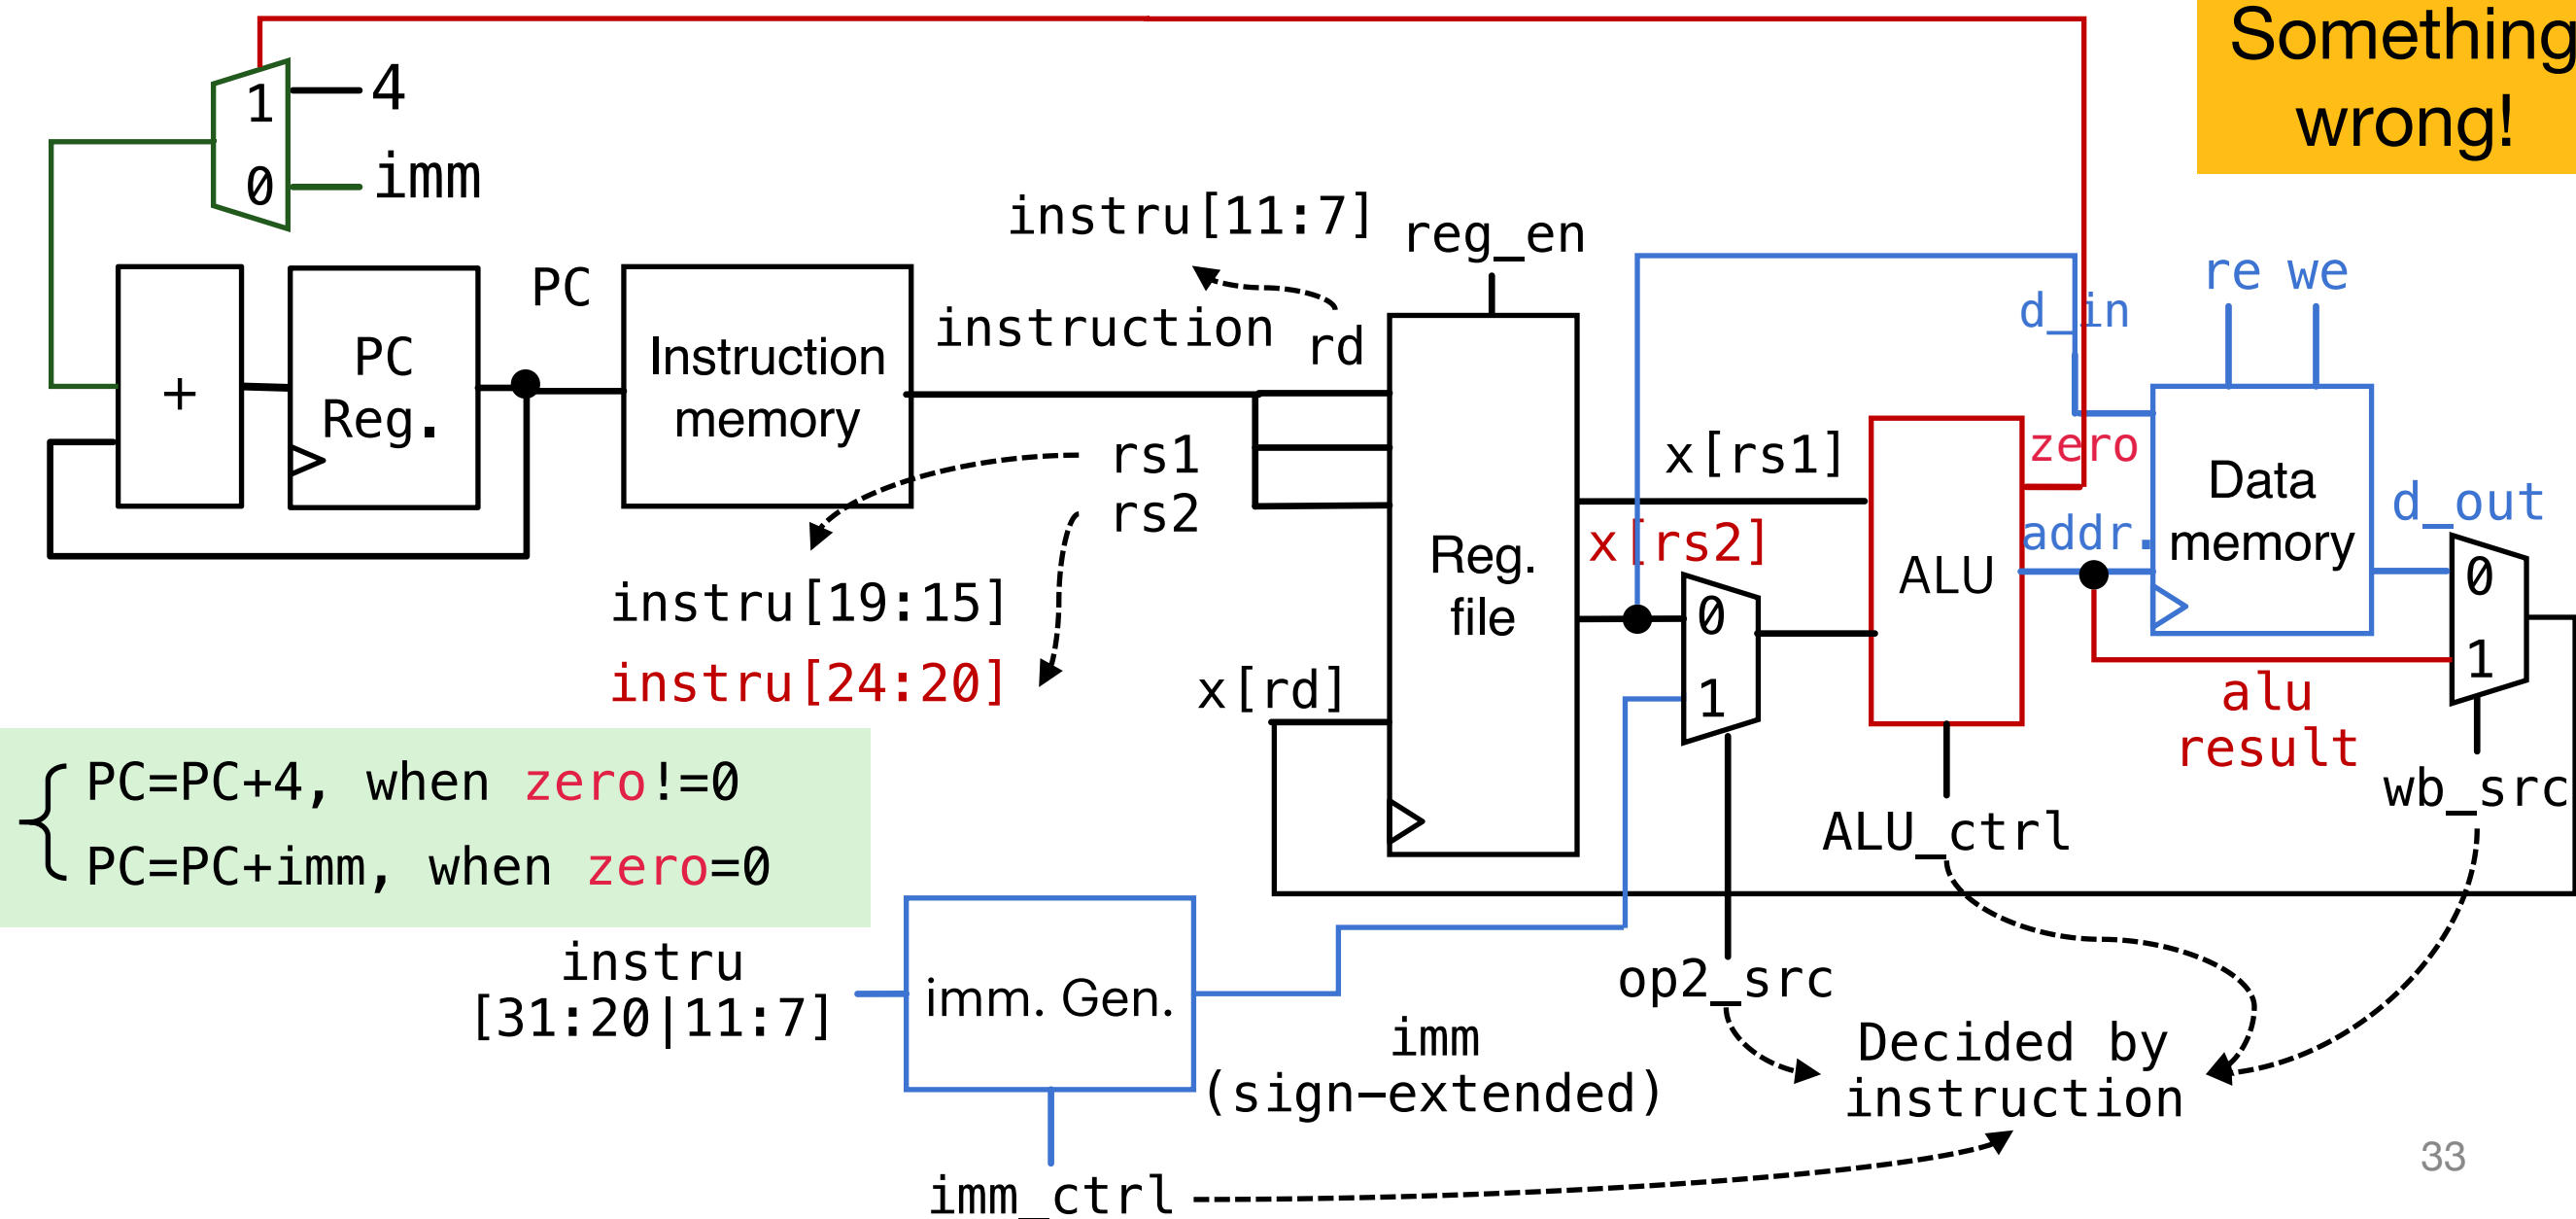 Something
wrong!
1
4
0
imm
instru[11:7]
reg_en
re we
PC
d_in
instruction
rd
+
PC
Reg.
Instruction
memory
rs1
rs2
x[rs1]
zero
Data
memory
d_out
x[rs2]
addr.
Reg.
file
ALU
0
1
0
1
instru[19:15]
instru[24:20]
x[rd]
alu
result
wb_src
PC=PC+4, when zero!=0
PC=PC+imm, when zero=0
ALU_ctrl
instru
[31:20|11:7]
imm. Gen.
op2_src
imm
(sign-extended)
Decided by
instruction
imm_ctrl
33